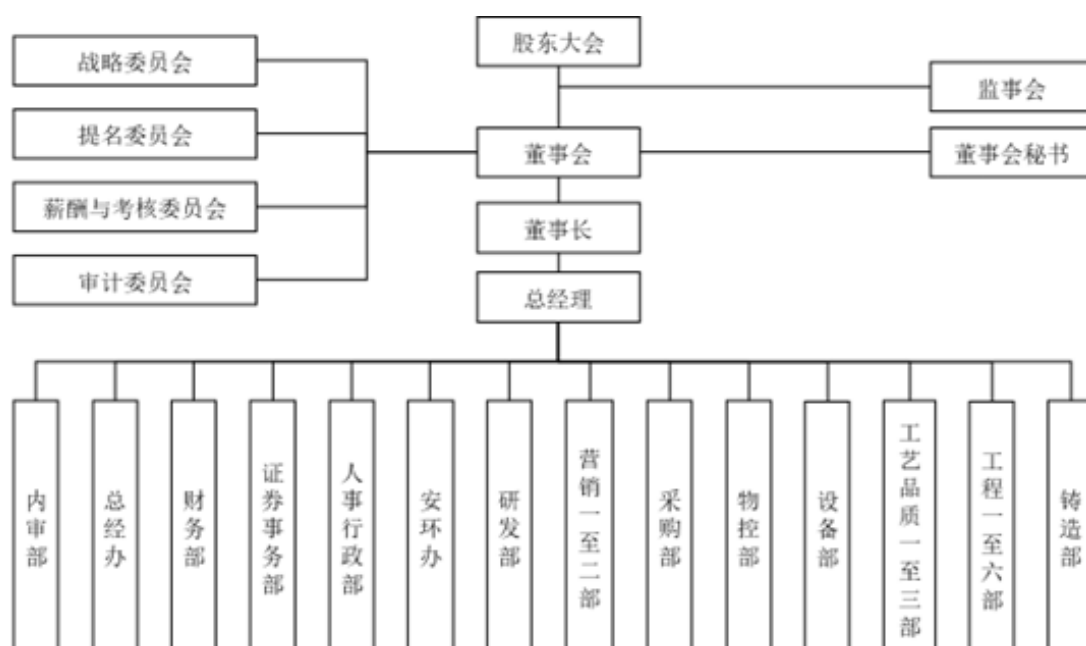 股东大会
战略委员会
监事会
提名委员会
董事会
董事会秘书
薪酬与考核委员会
董事长
审计委员会
总经理
内审部
总经办
财务部
证券事务部
人事行政部
安环办
研发部
营销一至二部
采购部
物控部
设备部
工艺品质一至三部
工程一至六部
铸造部